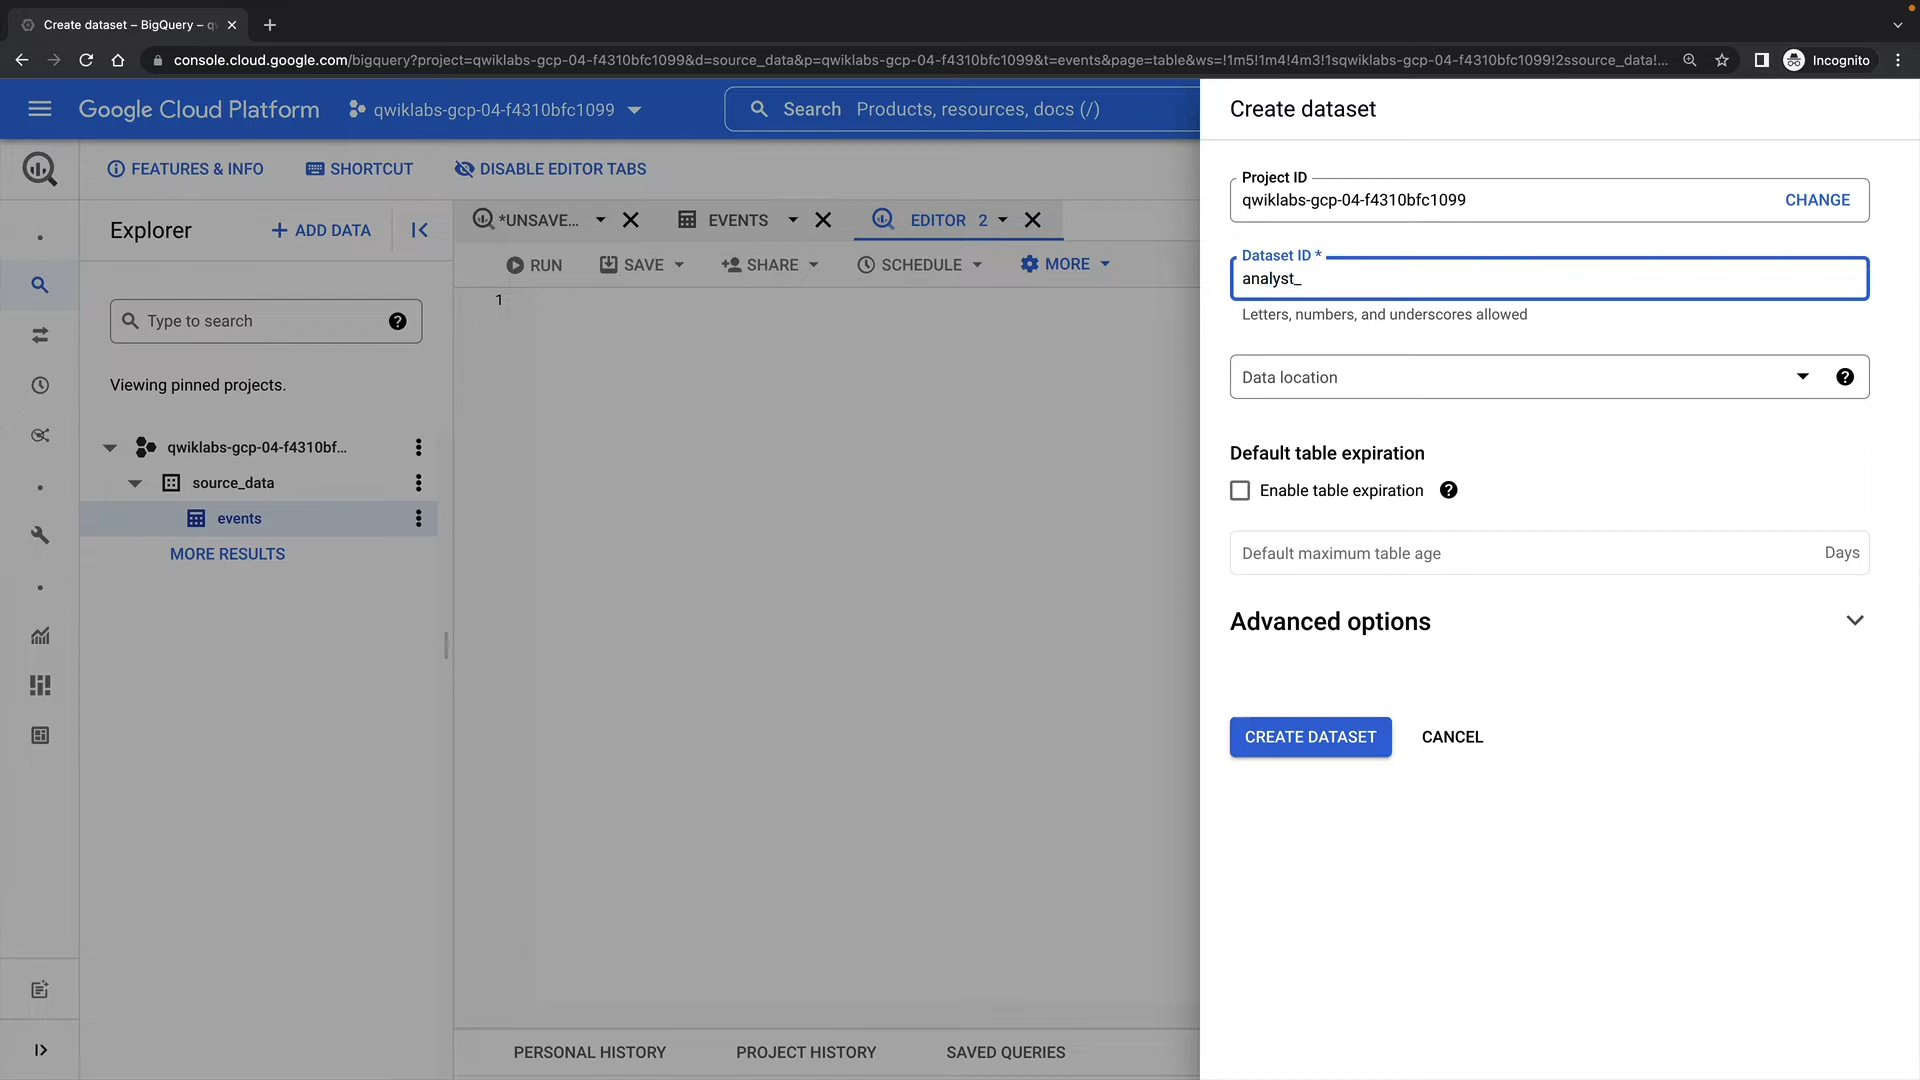 Create dataset – BigQuery – q
console.cloud.google.com/bigquery?project=qwiklabs-gcp-04-f4310bfc1099&d=source_data&p=qwiklabs-gcp-04-f4310bfc1099&t=events&page=table&ws=!1m5!1m4!4m3!1sqwiklabs-gcp-04-f4310bfc1099!2ssource_data!...
Incognito
Google Cloud Platform
qwiklabs-gcp-04-f4310bfc1099
Search Products, resources, docs (/)
FEATURES & INFO
SHORTCUT
DISABLE EDITOR TABS
Explorer
+ ADD DATA
*UNSAVE...
EVENTS
EDITOR 2
RUN
SAVE
SHARE
SCHEDULE
MORE
1
Type to search
Viewing pinned projects.
qwiklabs-gcp-04-f4310bf...
source_data
events
MORE RESULTS
PERSONAL HISTORY
PROJECT HISTORY
SAVED QUERIES
Create dataset
Project ID
qwiklabs-gcp-04-f4310bfc1099
CHANGE
Dataset ID *
analyst_
Letters, numbers, and underscores allowed
Data location
Default table expiration
Enable table expiration
Default maximum table age
Days
Advanced options
CREATE DATASET
CANCEL